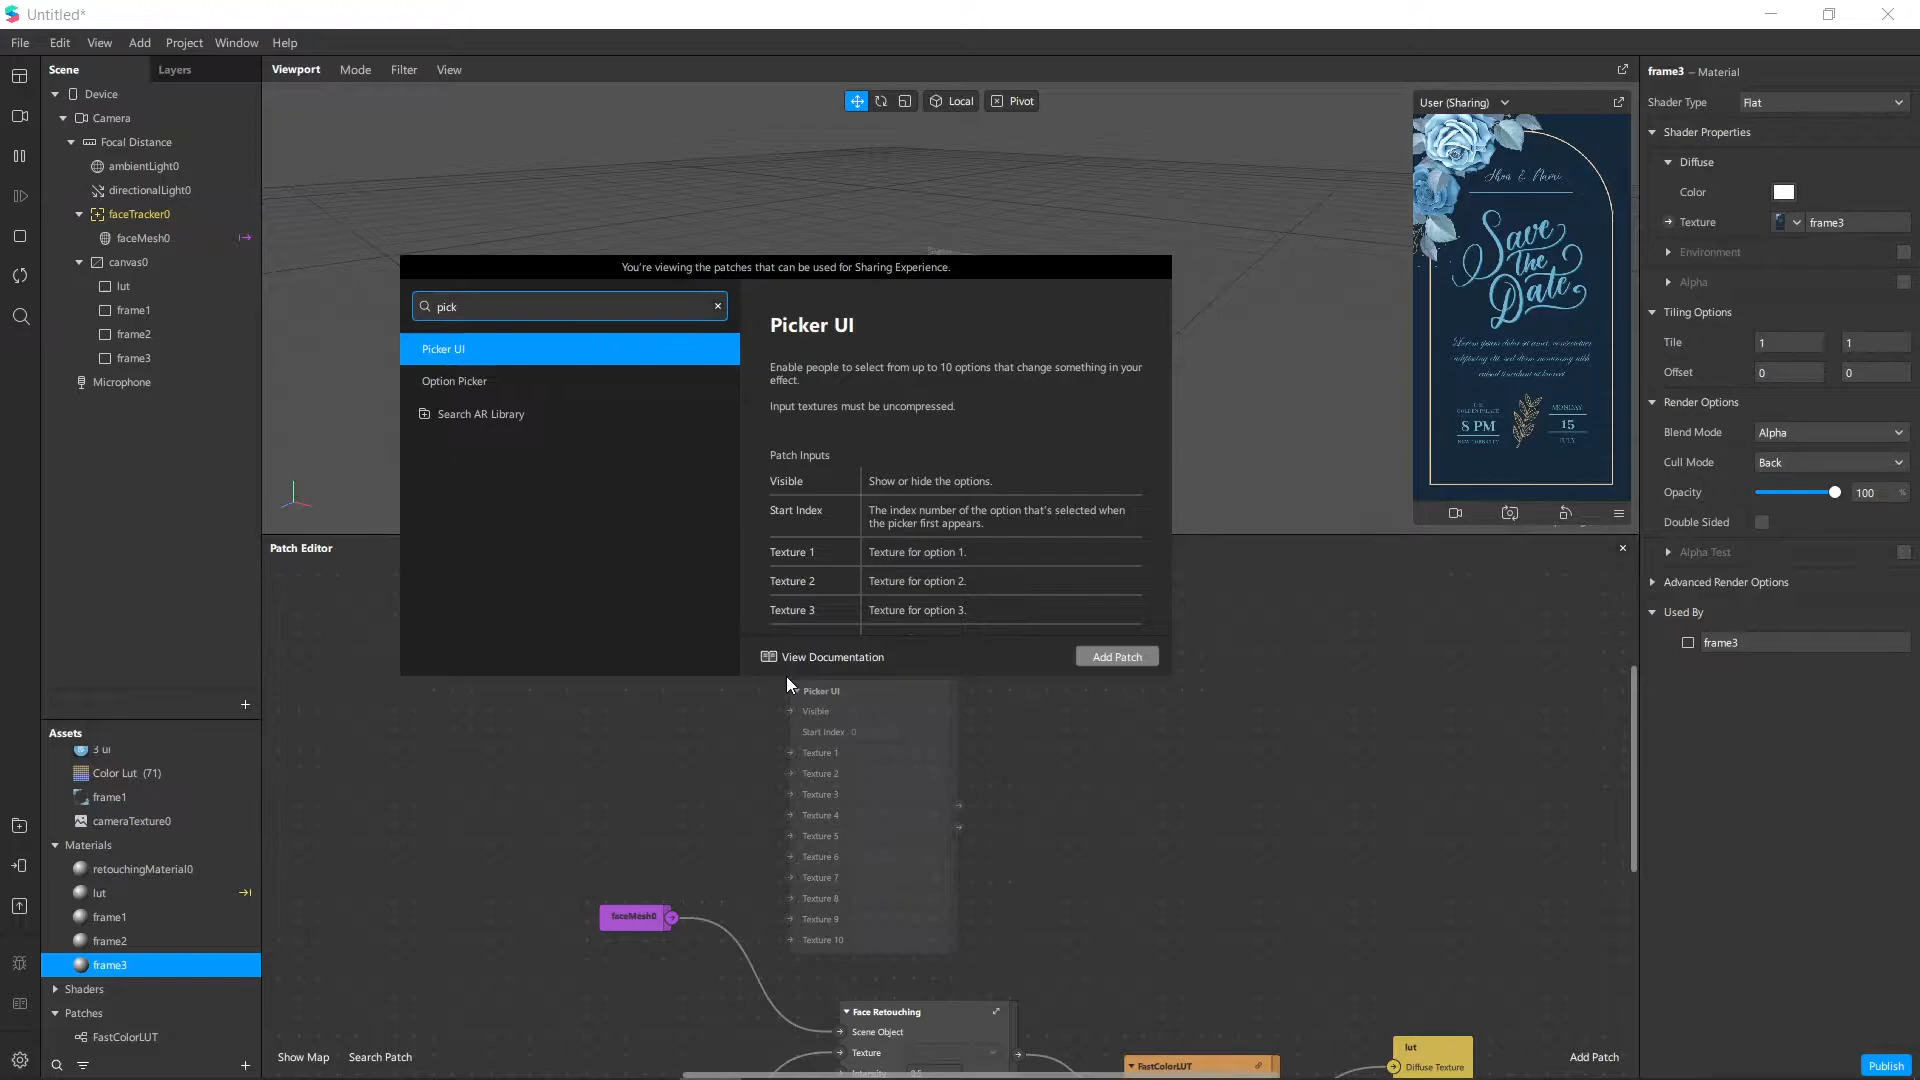 Untitled*
File Edit View Add Project Window Help
Scene Layers
Device
Camera
Focal Distance
ambientLight0
directionalLight0
faceTracker0
faceMesh0
canvas0
lut
frame1
frame2
frame3
Microphone
Assets
3 ui
Color Lut (71)
frame1
cameraTexture0
Materials
retouchingMaterial0
lut
frame1
frame2
frame3
Shaders
Patches
FastColorLUT
Viewport Mode Filter View
Local Pivot
You're viewing the patches that can be used for Sharing Experience.
pick
Picker UI
Option Picker
Search AR Library
Picker UI
Enable people to select from up to 10 options that change something in your
effect.
Input textures must be uncompressed.
Patch Inputs
Visible Show or hide the options.
Start Index The index number of the option that's selected when
the picker first appears.
Texture 1 Texture for option 1.
Texture 2 Texture for option 2.
Texture 3 Texture for option 3.
View Documentation Add Patch
User (Sharing)
Save
the
Date
8 PM
MONDAY
15
JULY
Patch Editor
Picker UI
Visible
Start Index 0
Texture 1
Texture 2
Texture 3
Texture 4
Texture 5
Texture 6
Texture 7
Texture 8
Texture 9
Texture 10
faceMesh0
Face Retouching
Scene Object
Texture
Intensity 0.5
FastColorLUT
lut
Diffuse Texture
Show Map Search Patch Add Patch
frame3 – Material
Shader Type Flat
Shader Properties
Diffuse
Color
Texture frame3
Environment
Alpha
Tiling Options
Tile 1 1
Offset 0 0
Render Options
Blend Mode Alpha
Cull Mode Back
Opacity 100 %
Double Sided
Alpha Test
Advanced Render Options
Used By
frame3
Publish